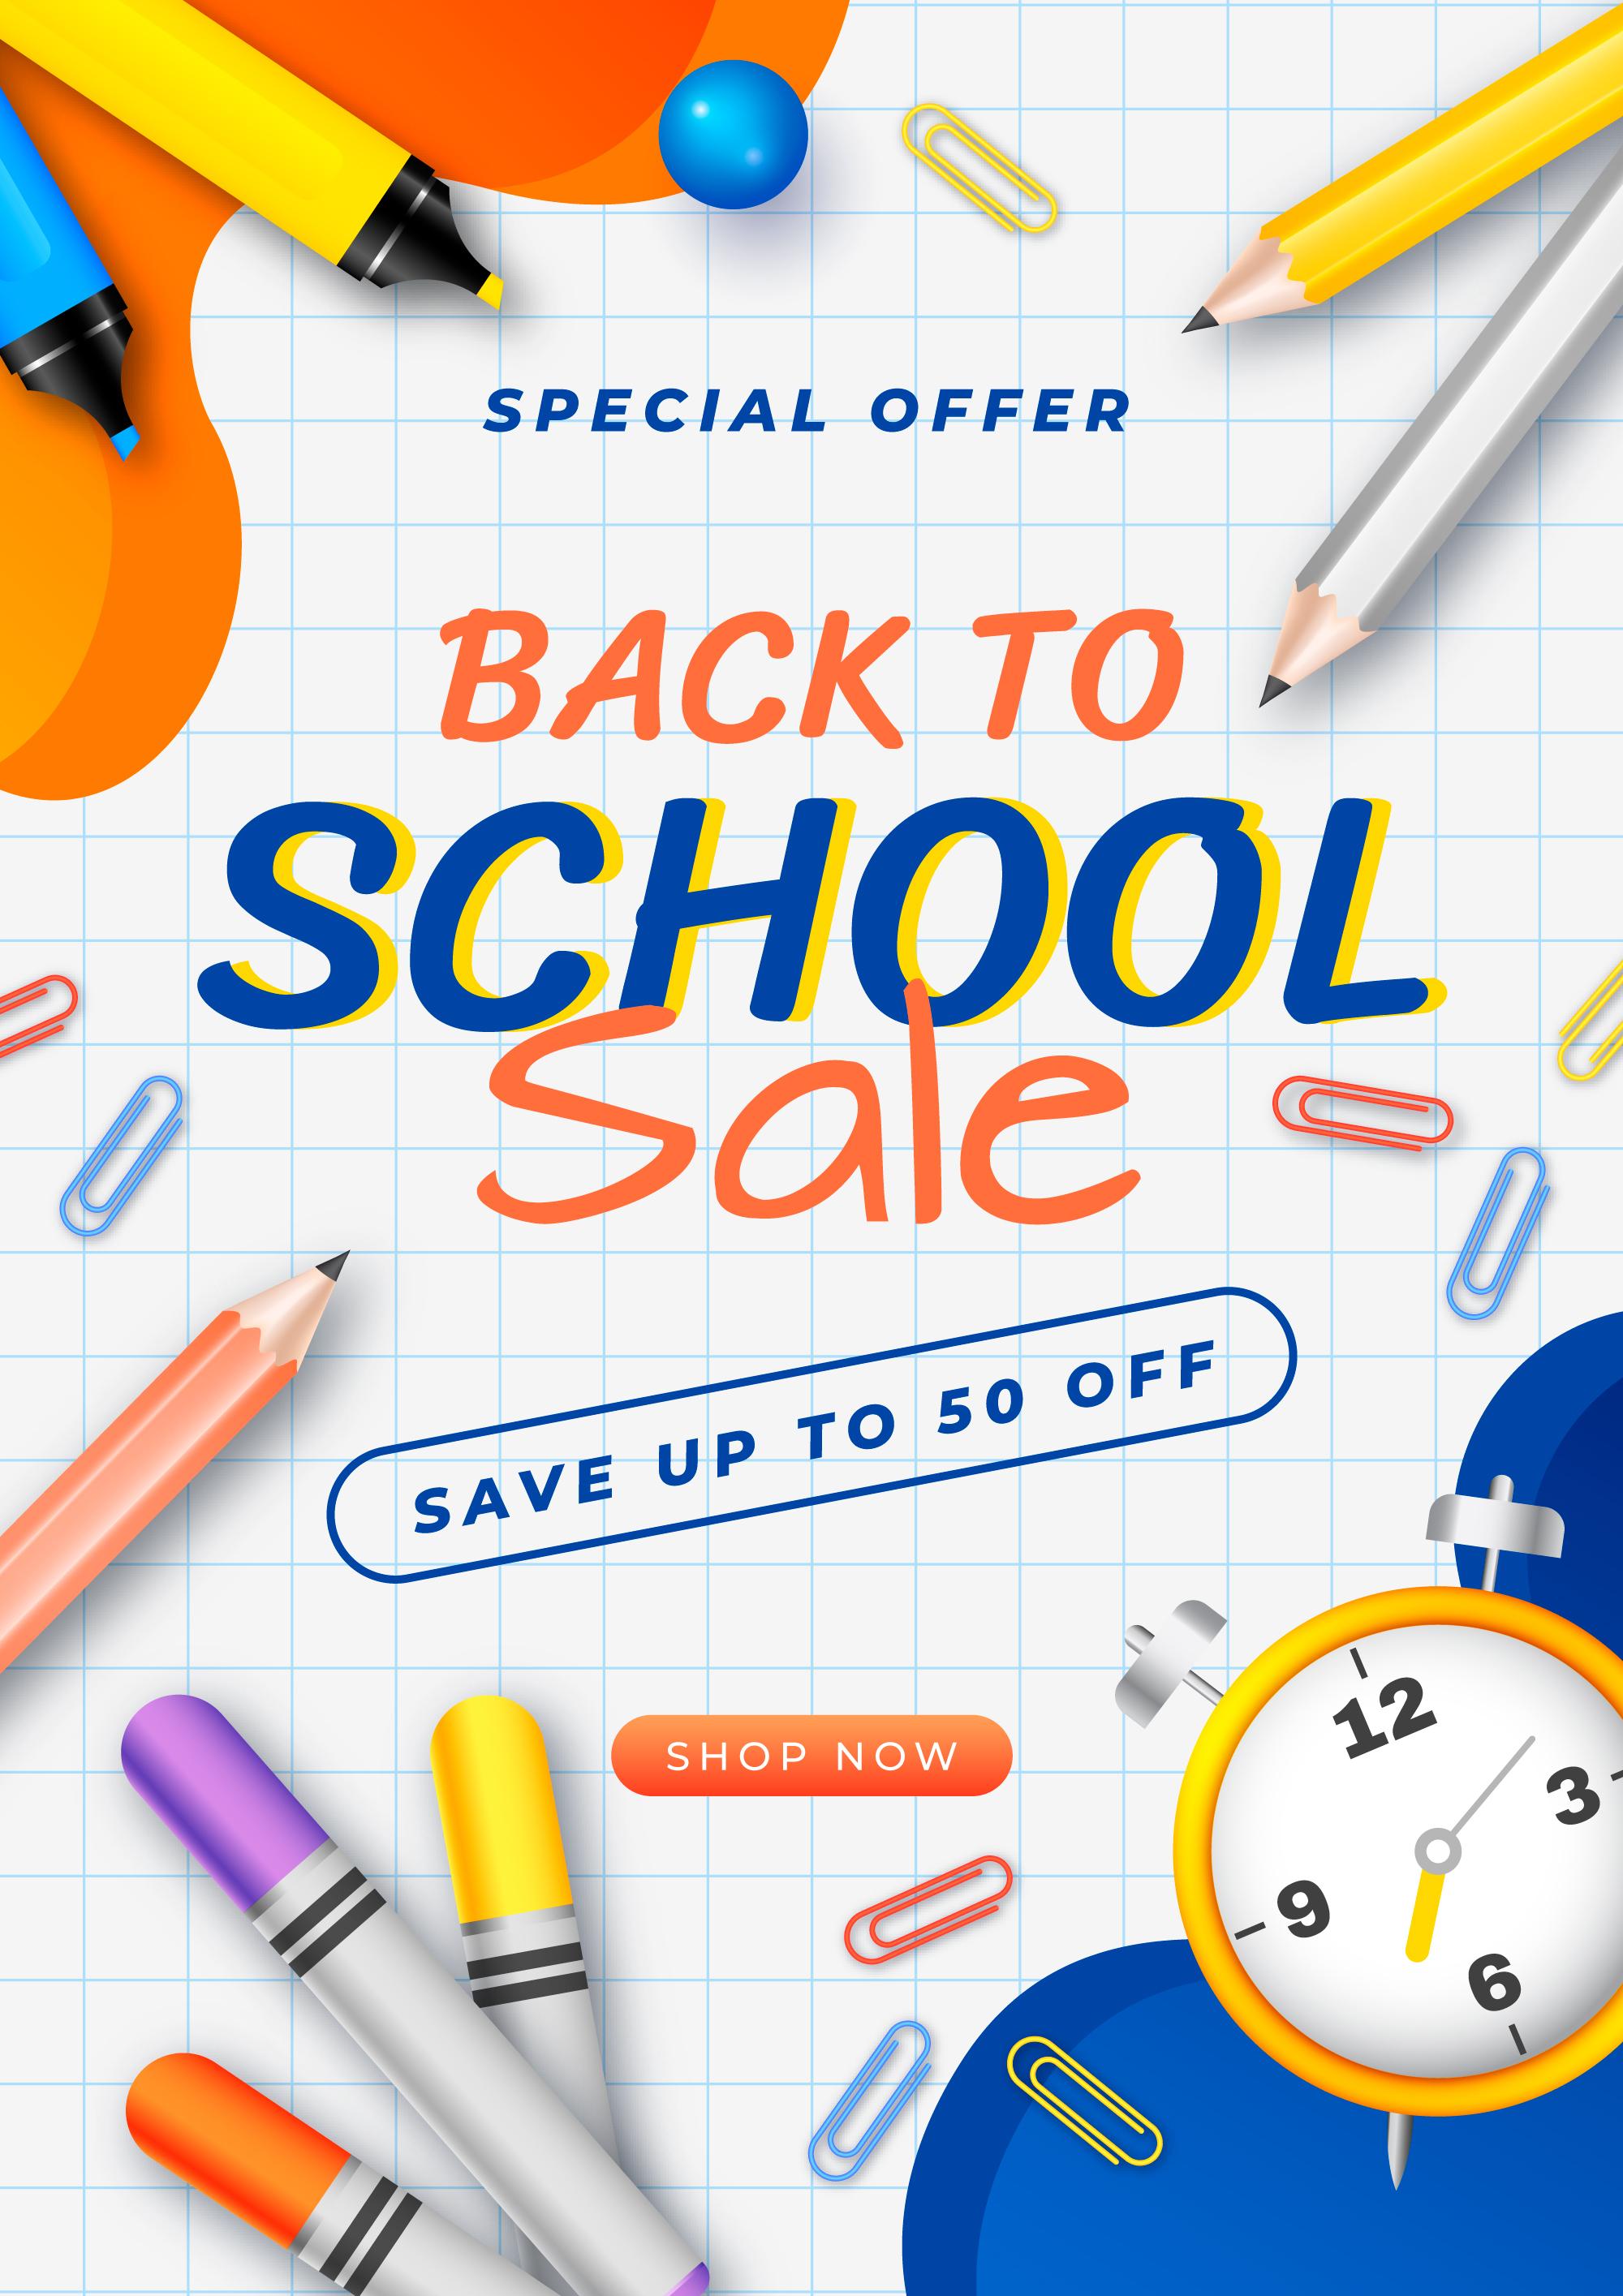 SPECIAL OFFER
BACK TO
SCHOOL
Sale
SAVE UP TO 50 OFF
SHOP NOW
12
3
9
6